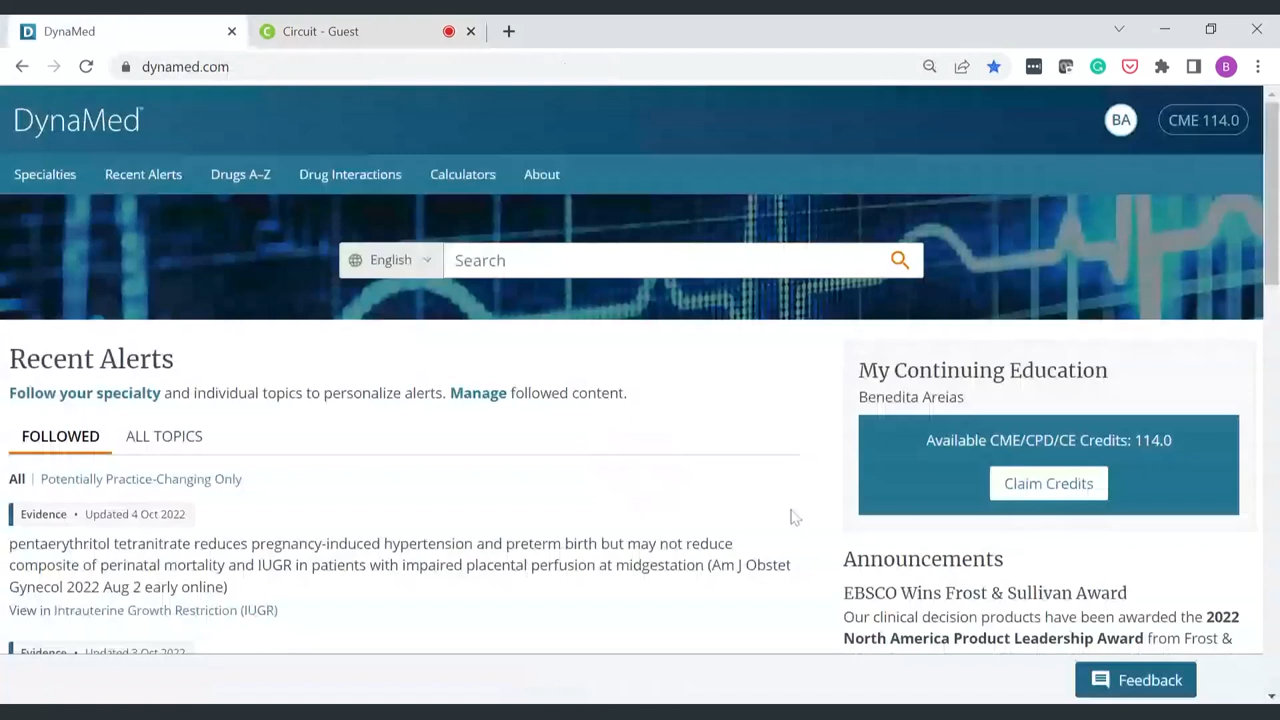 DynaMed
Circuit - Guest
dynamed.com
B
DynaMed™
BA
CME 114.0
Specialties
Recent Alerts
Drugs A–Z
Drug Interactions
Calculators
About
English
Search
Recent Alerts
Follow your specialty and individual topics to personalize alerts. Manage followed content.
FOLLOWED
ALL TOPICS
All | Potentially Practice-Changing Only
Evidence • Updated 4 Oct 2022
pentaerythritol tetranitrate reduces pregnancy-induced hypertension and preterm birth but may not reduce
composite of perinatal mortality and IUGR in patients with impaired placental perfusion at midgestation (Am J Obstet
Gynecol 2022 Aug 2 early online)
View in Intrauterine Growth Restriction (IUGR)
Evidence • Updated 3 Oct 2022
My Continuing Education
Benedita Areias
Available CME/CPD/CE Credits: 114.0
Claim Credits
Announcements
EBSCO Wins Frost & Sullivan Award
Our clinical decision products have been awarded the 2022
North America Product Leadership Award from Frost &
Feedback